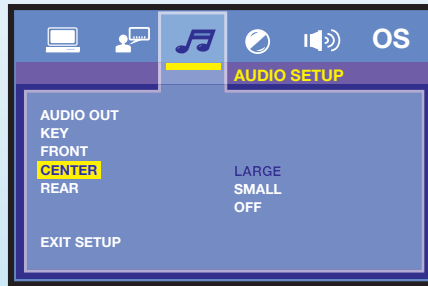 OS
AUDIO SETUP
AUDIO OUT
KEY
FRONT
CENTER
LARGE
REAR
SMALL
OFF
EXIT SETUP